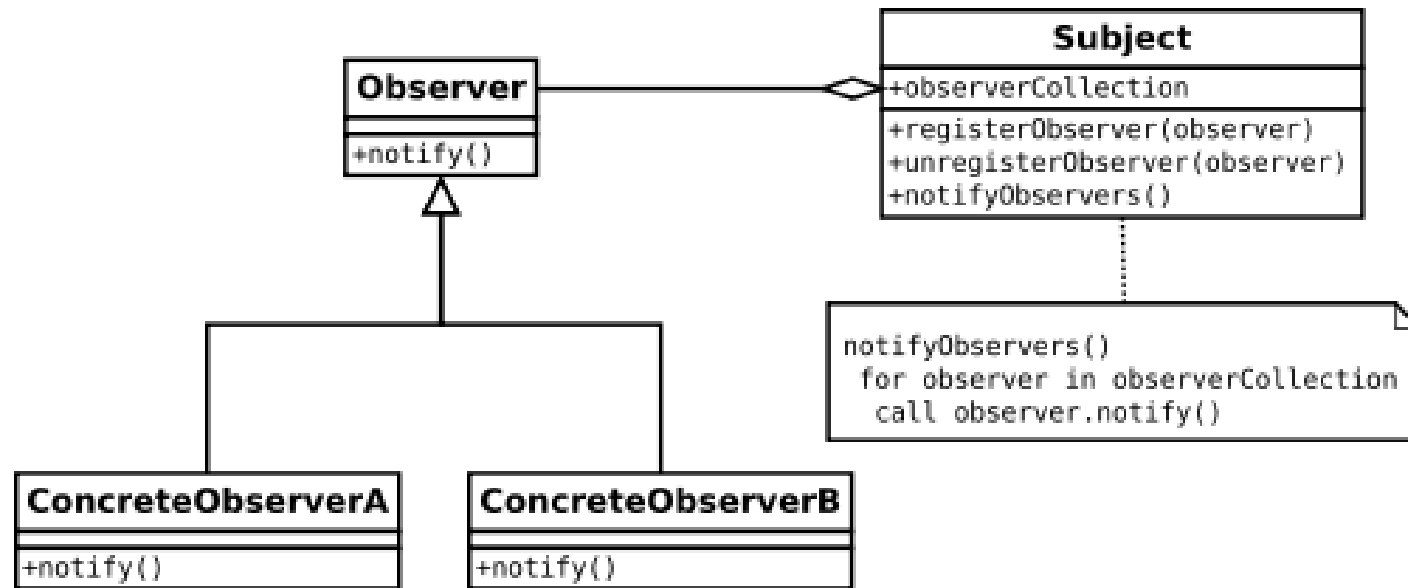 Subject
+observerCollection
+registerObserver(observer)
+unregisterObserver(observer)
+notifyObservers()
Observer
+notify()
notifyObservers()
for observer in observerCollection
call observer.notify()
ConcreteObserverA
+notify()
ConcreteObserverB
+notify()